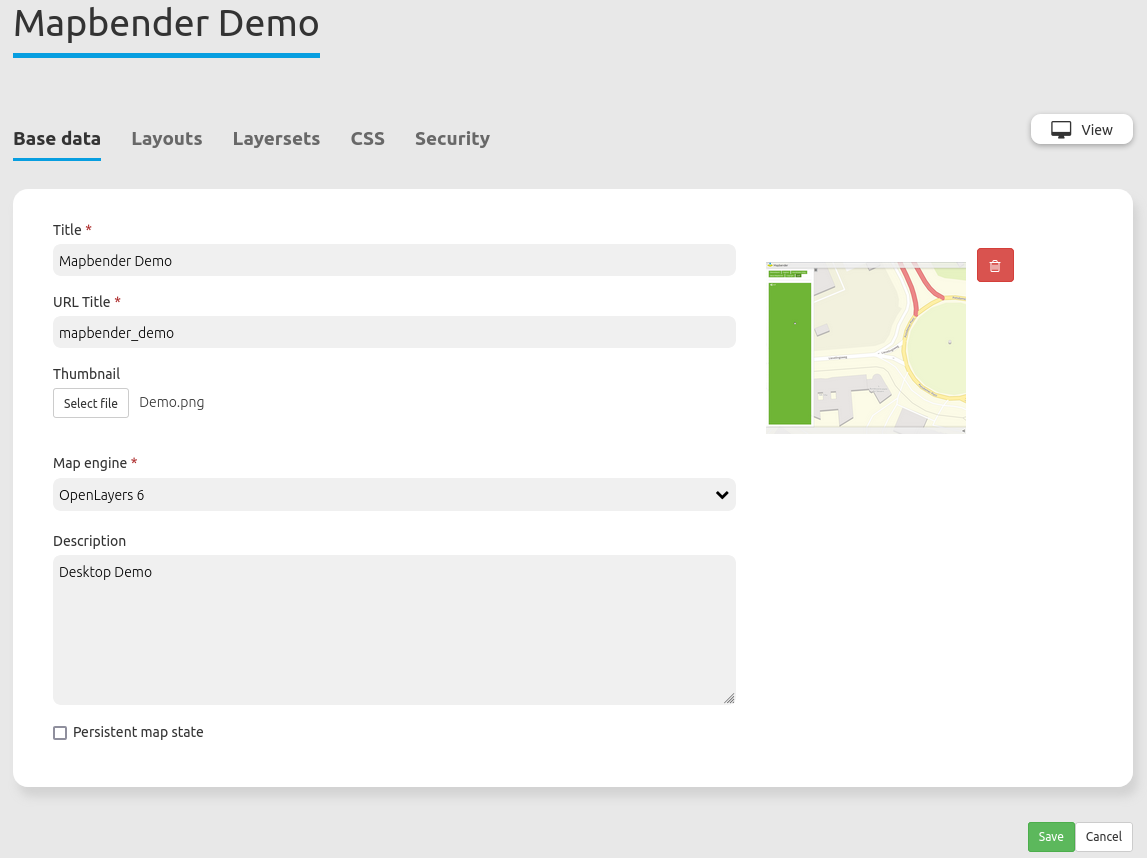 Mapbender Demo
Base data Layouts Layersets CSS Security
View
Title *
Mapbender Demo
URL Title *
mapbender_demo
Thumbnail
Select file Demo.png
Map engine *
OpenLayers 6
Description
Desktop Demo
Persistent map state
Save Cancel